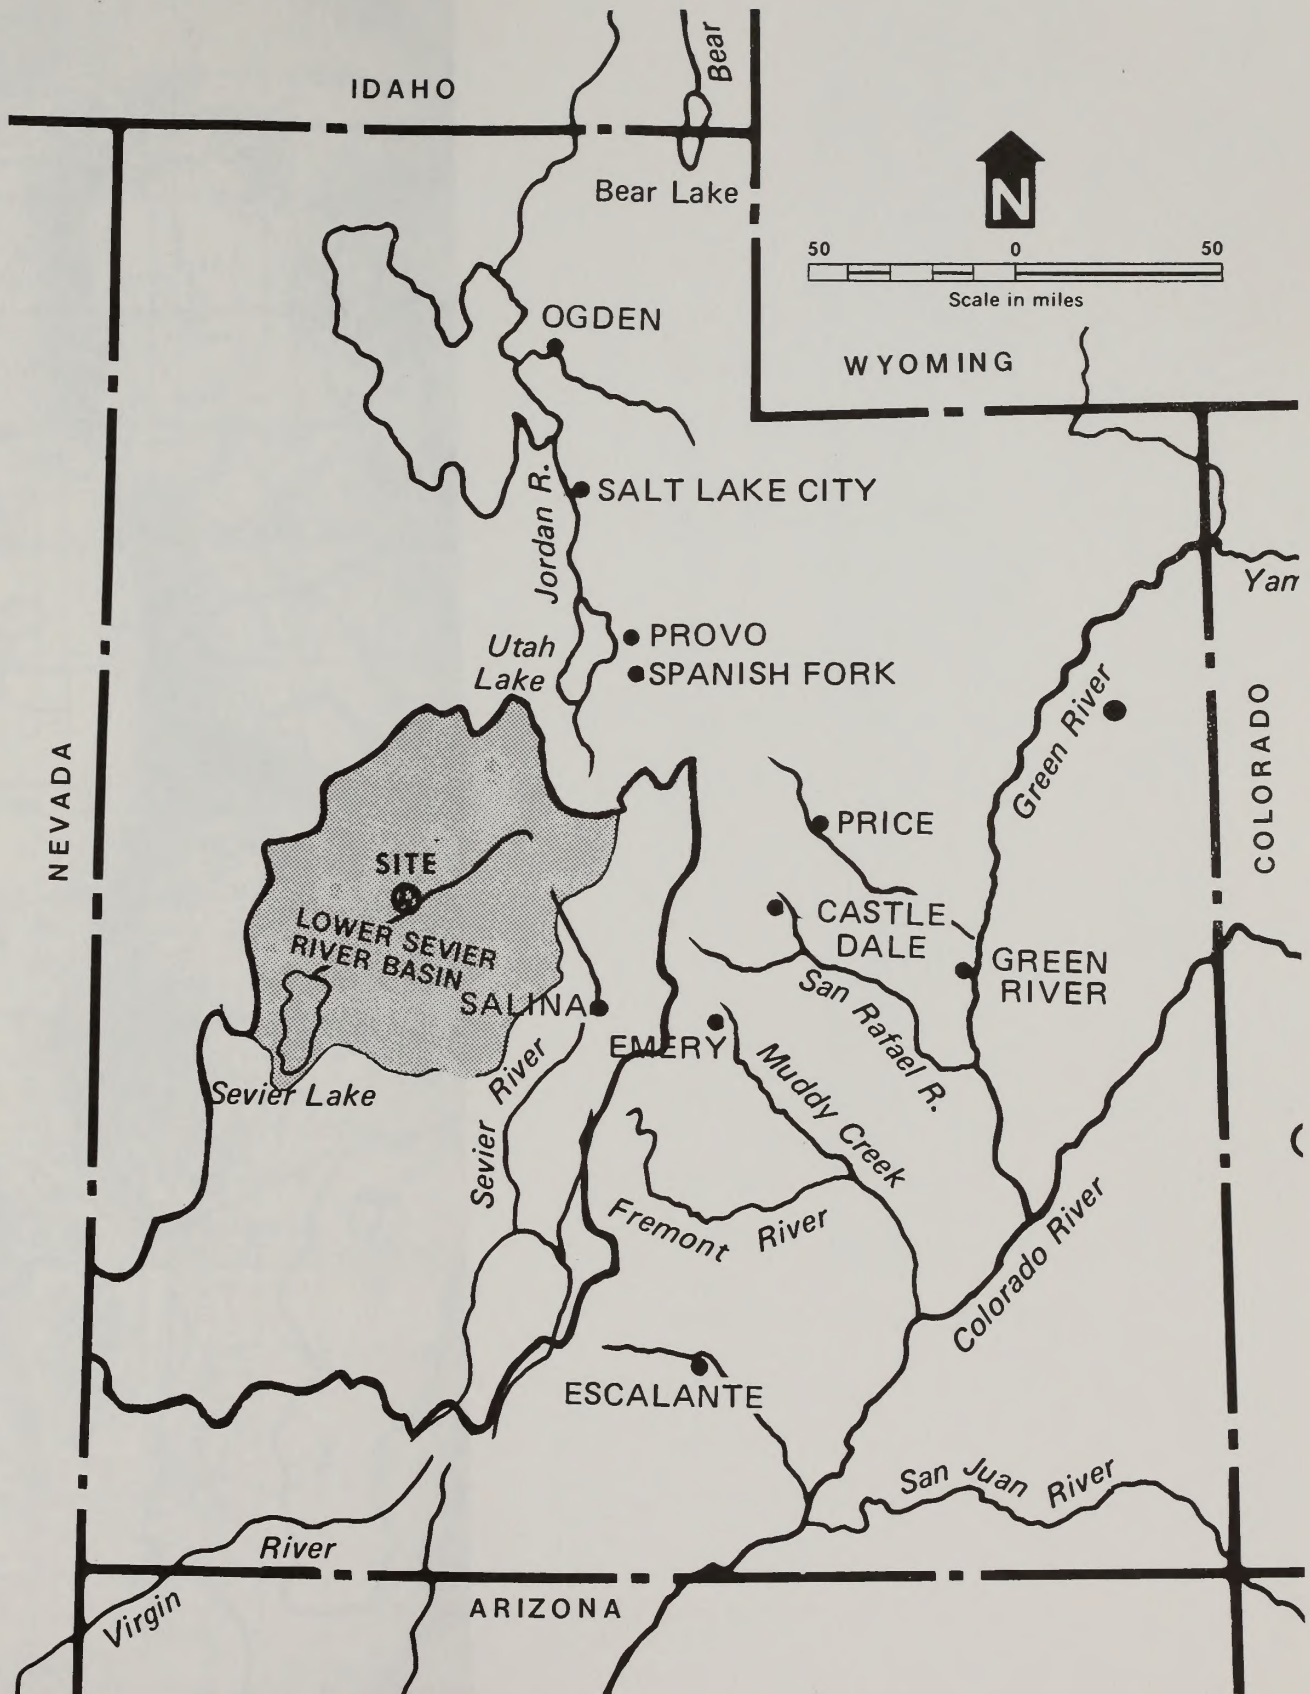 Bear
IDAHO
Bear Lake
N
50 0 50
Scale in miles
OGDEN
WYOMING
SALT LAKE CITY
Jordan R.
Yam
Utah
Lake
PROVO
SPANISH FORK
Green River
NEVADA
COLORADO
PRICE
SITE
LOWER SEVIER
RIVER BASIN
CASTLE
DALE
GREEN
RIVER
San Rafael R.
SALINA
EMERY
Sevier Lake
Sevier River
Muddy Creek
Fremont River
Colorado River
ESCALANTE
San Juan River
Virgin River
ARIZONA